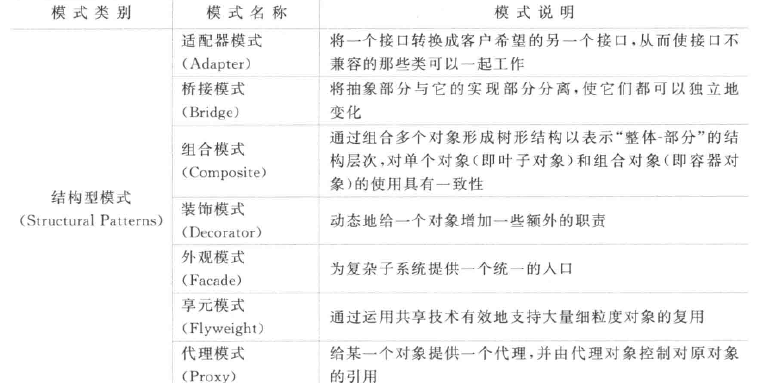 模式类别 模式名称 模式说明
适配器模式 将一个接口转换成客户希望的另一个接口,从而使接口不
(Adapter) 兼容的那些类可以一起工作
桥接模式 将抽象部分与它的实现部分分离,使它们都可以独立地
(Bridge) 变化
通过组合多个对象形成树形结构以表示“整体-部分”的结
组合模式
(Composite) 构层次,对单个对象(即叶子对象)和组合对象(即容器对
象)的使用具有一致性
结构型模式
(Structural Patterns)
装饰模式
(Decorator) 动态地给一个对象增加一些额外的职责
外观模式
(Facade) 为复杂子系统提供一个统一的入口
享元模式
(Flyweight) 通过运用共享技术有效地支持大量细粒度对象的复用
代理模式 给某一个对象提供一个代理,并由代理对象控制对原对象
(Proxy) 的引用